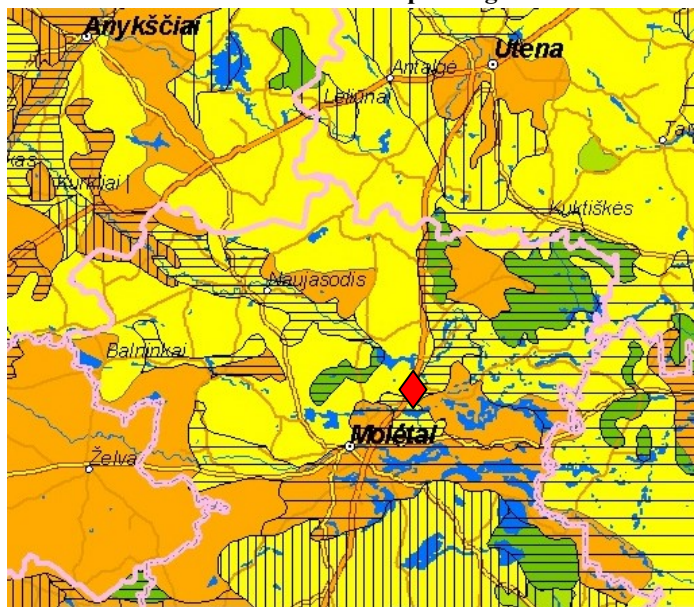 Anykščiai
Utena
Antalgė
Leliūnai
Kurkliai
Kuktiškės
Naujasodis
Balninkai
Molėtai
Želva